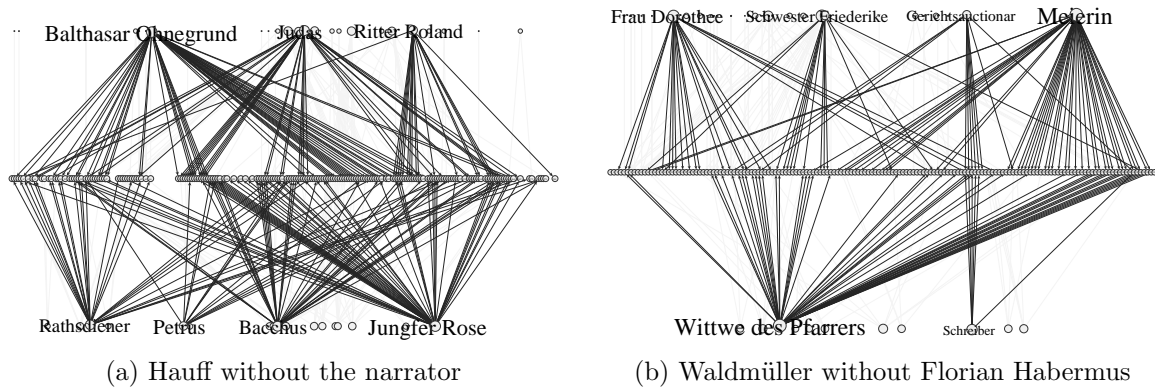 Balthasar Ohnegrund Judas Ritter Roland
Rathsdiener Petrus Bacchus Jungfer Rose
(a) Hauff without the narrator
Frau Dorothee Schwester Friederike Gerichtsactionar Meierin
Wittwe des Pfarrers Schreiber
(b) Waldmüller without Florian Habermus